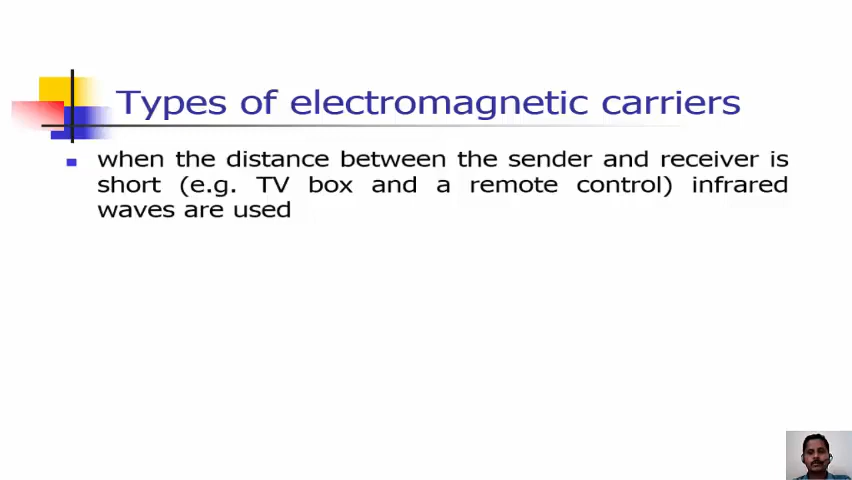 Types of electromagnetic carriers
when the distance between the sender and receiver is
short (e.g. TV box and a remote control) infrared
waves are used